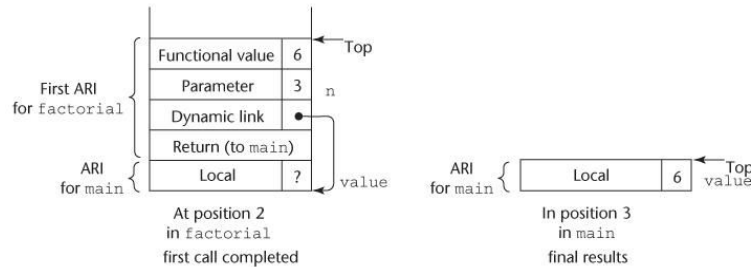 Top
Functional value 6
First ARI
for factorial
Parameter 3 n
Dynamic link
Return (to main)
ARI
for main
Local ?
value
At position 2
in factorial
first call completed
ARI
for main
Local 6
Top
value
In position 3
in main
final results